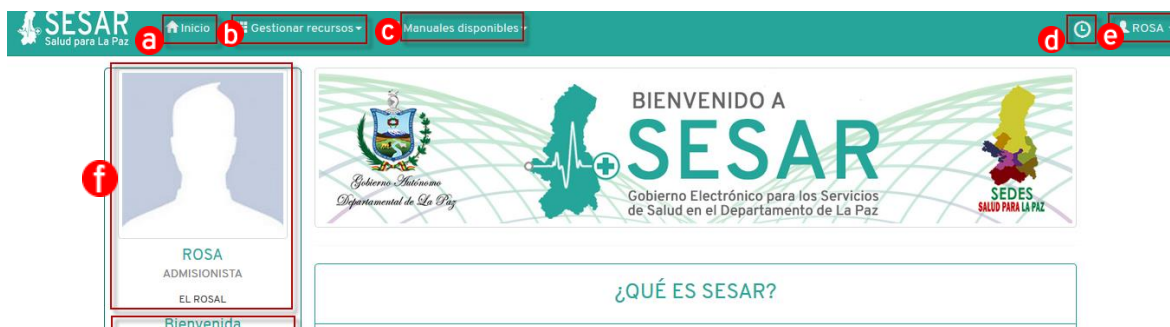 SESAR
Salud para La Paz
a
Inicio
b
Gestionar recursos
c
Manuales disponibles
d
e
ROSA
f
ROSA
ADMISIONISTA
EL ROSAL
Bienvenida
Gobierno Autónomo
Departamental de La Paz
BIENVENIDO A
SESAR
Gobierno Electrónico para los Servicios
de Salud en el Departamento de La Paz
SEDES
SALUD PARA LA PAZ
¿QUÉ ES SESAR?